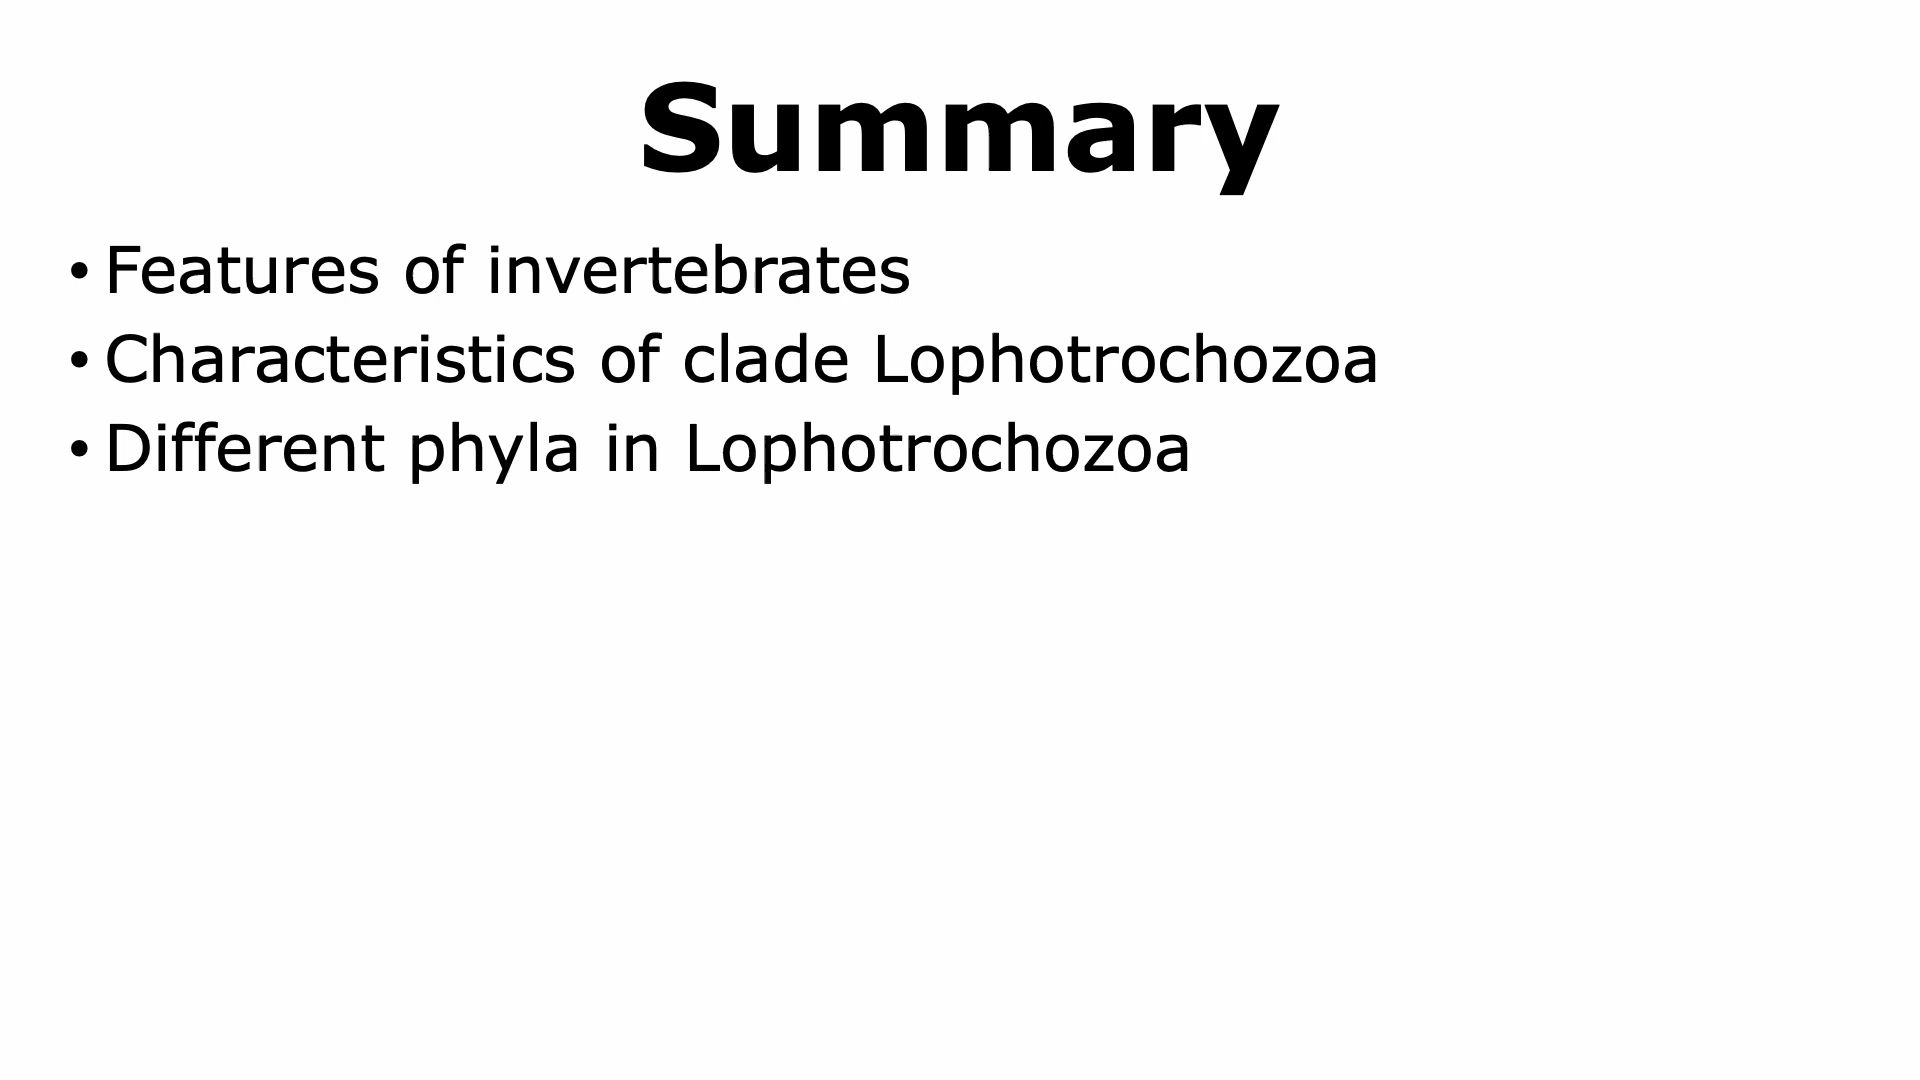 Summary
• Features of invertebrates
• Characteristics of clade Lophotrochozoa
• Different phyla in Lophotrochozoa